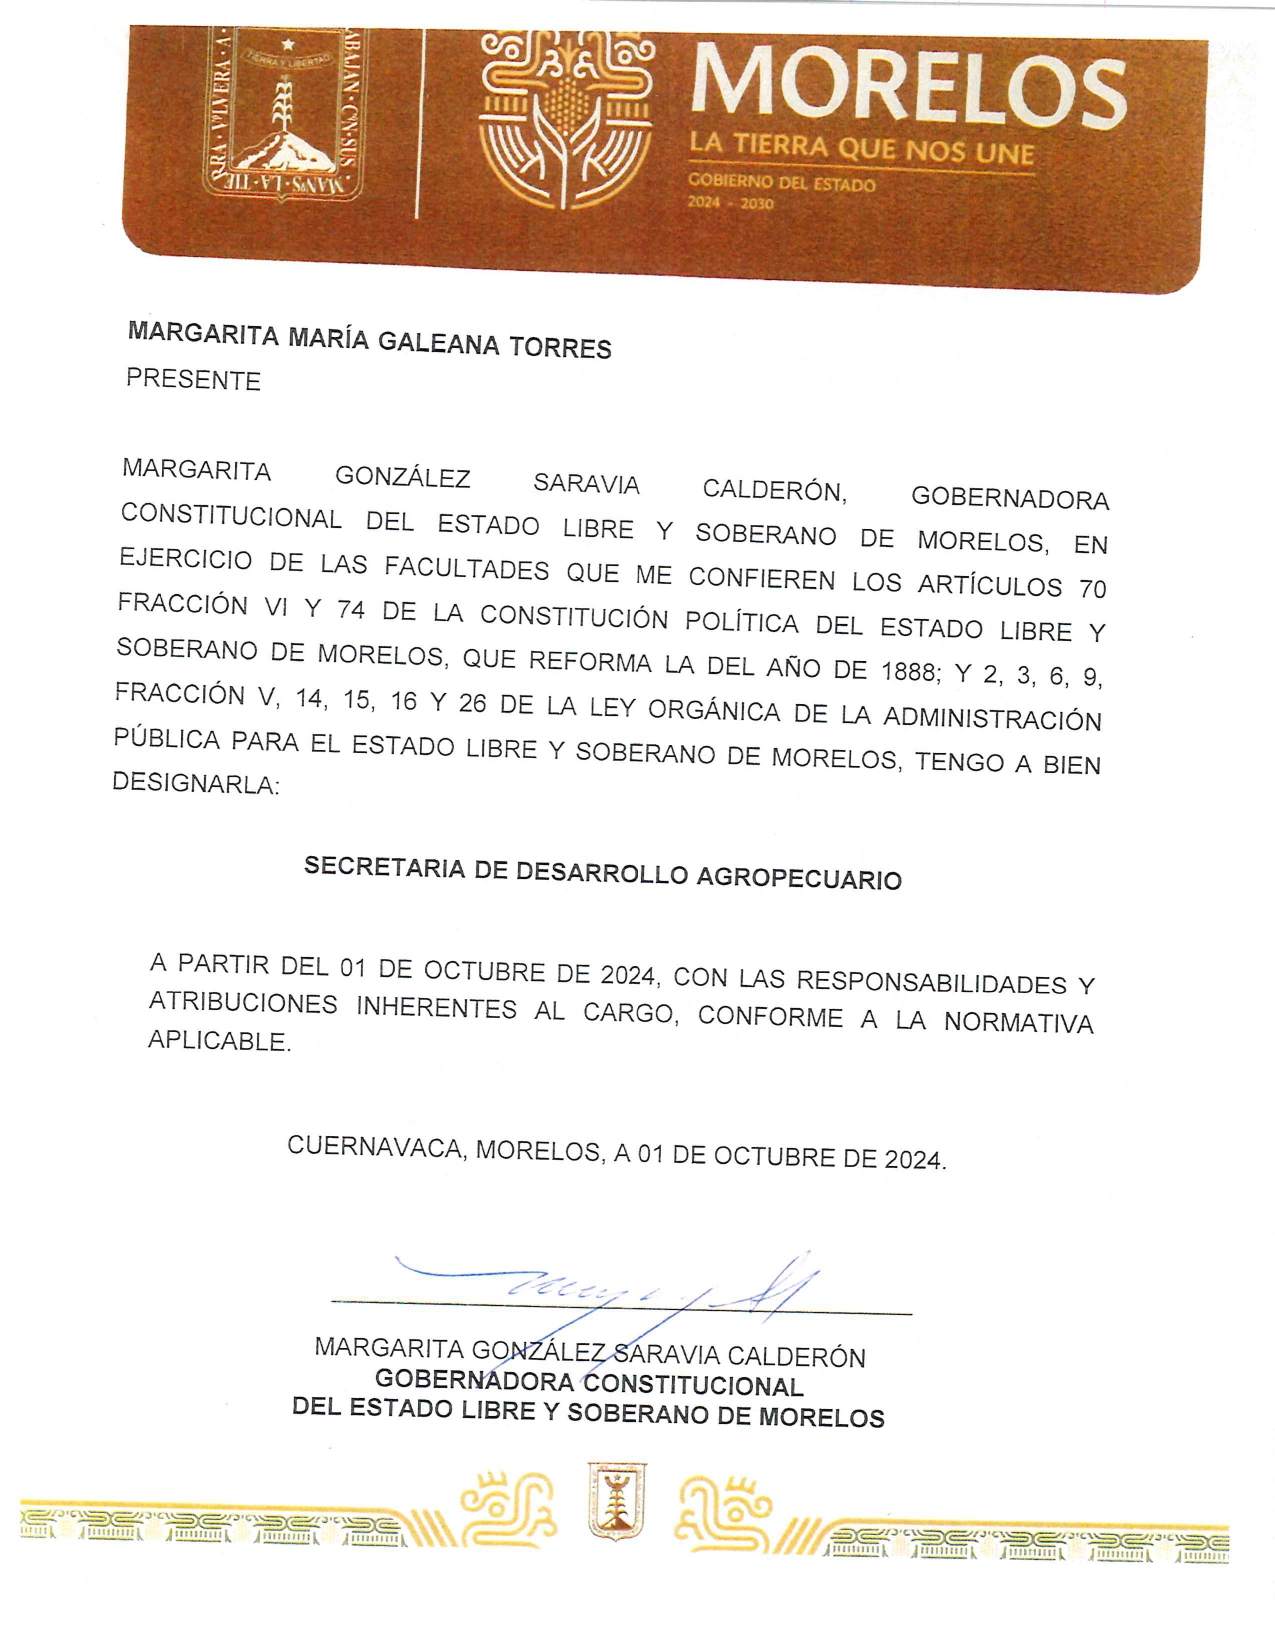 TIERRA Y LIBERTAD
MORELOS
LA TIERRA QUE NOS UNE
GOBIERNO DEL ESTADO
2024 - 2030
MARGARITA MARÍA GALEANA TORRES
PRESENTE
MARGARITA GONZÁLEZ SARAVIA CALDERÓN, GOBERNADORA
CONSTITUCIONAL DEL ESTADO LIBRE Y SOBERANO DE MORELOS, EN
EJERCICIO DE LAS FACULTADES QUE ME CONFIEREN LOS ARTÍCULOS 70
FRACCIÓN VI Y 74 DE LA CONSTITUCIÓN POLÍTICA DEL ESTADO LIBRE Y
SOBERANO DE MORELOS, QUE REFORMA LA DEL AÑO DE 1888; Y 2, 3, 6, 9,
FRACCIÓN V, 14, 15, 16 Y 26 DE LA LEY ORGÁNICA DE LA ADMINISTRACIÓN
PÚBLICA PARA EL ESTADO LIBRE Y SOBERANO DE MORELOS, TENGO A BIEN
DESIGNARLA:
SECRETARIA DE DESARROLLO AGROPECUARIO
A PARTIR DEL 01 DE OCTUBRE DE 2024, CON LAS RESPONSABILIDADES Y
ATRIBUCIONES INHERENTES AL CARGO, CONFORME A LA NORMATIVA
APLICABLE.
CUERNAVACA, MORELOS, A 01 DE OCTUBRE DE 2024.
MARGARITA GONZÁLEZ SARAVIA CALDERÓN
GOBERNADORA CONSTITUCIONAL
DEL ESTADO LIBRE Y SOBERANO DE MORELOS